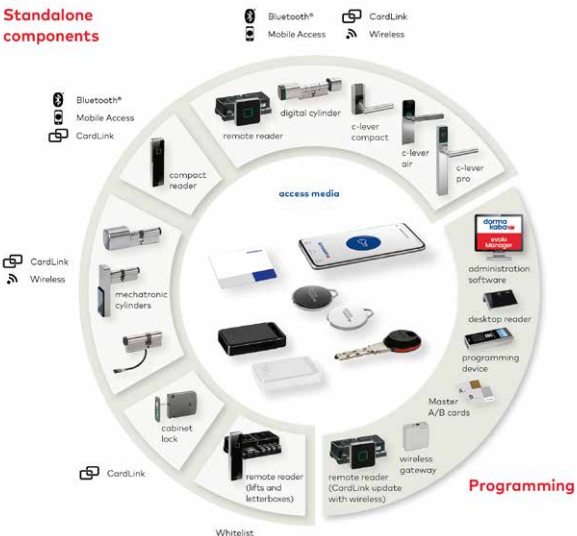 Standalone
components
Bluetooth®
CardLink
Mobile Access
Wireless
Bluetooth®
Mobile Access
CardLink
remote reader
digital cylinder
c-lever
compact
c-lever
air
c-lever
pro
compact
reader
access media
dorma
kaba
evolo
Manager
administration
software
CardLink
Wireless
mechatronic
cylinders
desktop reader
programming
device
A
B
Master
A/B cards
cabinet
lock
wireless
gateway
CardLink
remote reader
(lifts and
letterboxes)
remote reader
(CardLink update
with wireless)
Programming
Whitelist